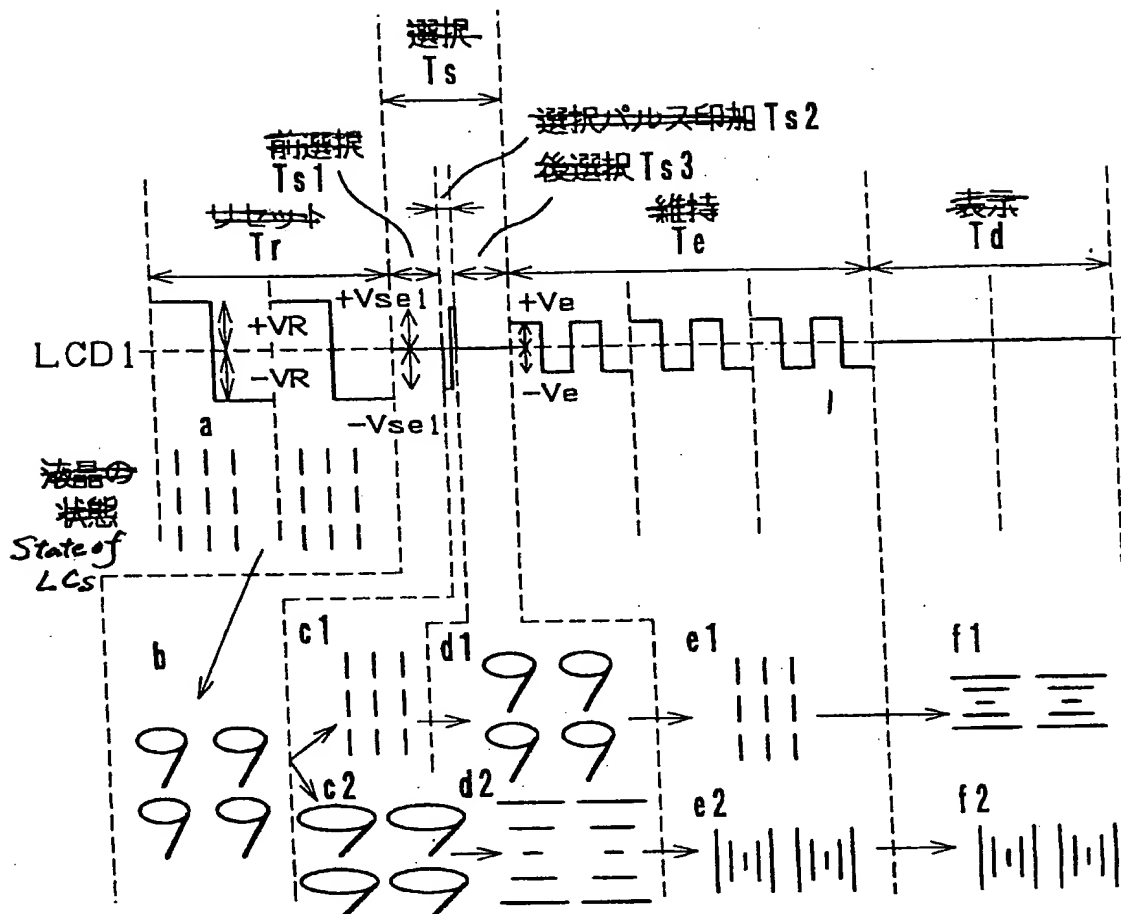 選択
Ts
選択パルス印加 Ts2
前選択
Ts1
後選択 Ts3
リセット
Tr
維持
Te
表示
Td
+Vse1
+Ve
+VR
LCD1
-VR
-Ve
-Vse1
a
液晶の
状態
State of
LCs
b
c1
d1
e1
f1
c2
d2
e2
f2